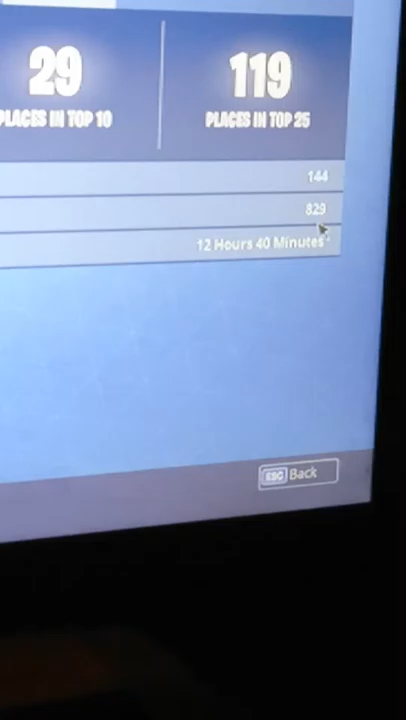 29
119
PLACES IN TOP 10
PLACES IN TOP 25
144
829
12 Hours 40 Minutes
ESC Back